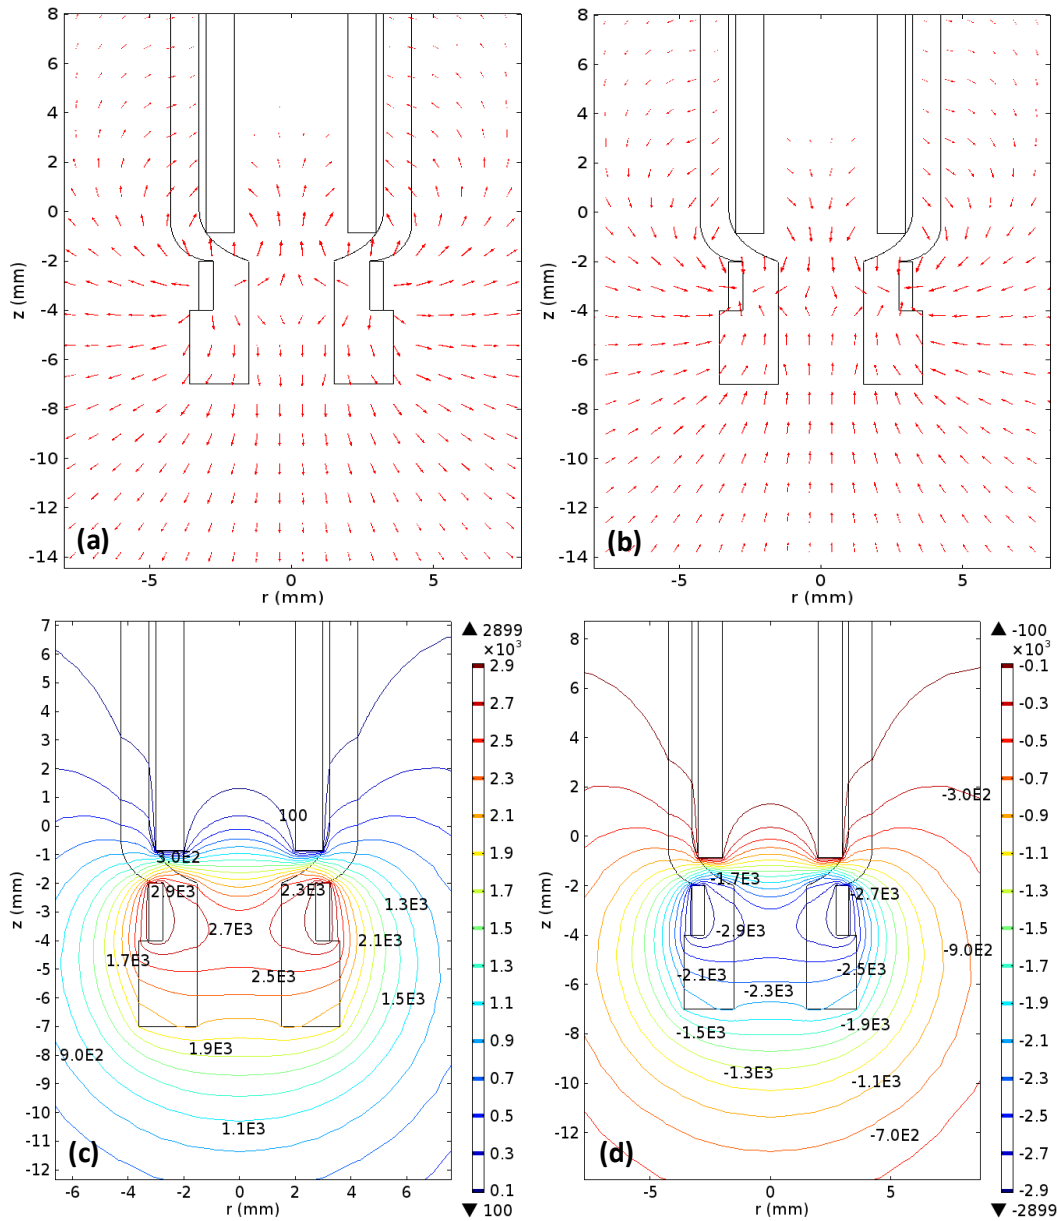 8
6
4
2
0
-2
-4
-6
-8
-10
-12
-14
z (mm)
-5 0 5
r (mm)
(a)
8
6
4
2
0
-2
-4
-6
-8
-10
-12
-14
z (mm)
-5 0 5
r (mm)
(b)
7
6
5
4
3
2
1
0
-1
-2
-3
-4
-5
-6
-7
-8
-9
-10
-11
-12
z (mm)
100
3.0E2
2.9E3
2.3E3
1.3E3
2.7E3
2.1E3
1.7E3
2.5E3
1.5E3
1.9E3
9.0E2
1.1E3
(c)
-6 -4 -2 0 2 4 6
r (mm)
2899
×10³
2.9
2.7
2.5
2.3
2.1
1.9
1.7
1.5
1.3
1.1
0.9
0.7
0.5
0.3
0.1
100
8
6
4
2
0
-2
-4
-6
-8
-10
-12
z (mm)
-3.0E2
-1.7E3
-2.7E3
-2.9E3
-9.0E2
-2.1E3
-2.5E3
-2.3E3
-1.5E3
-1.9E3
-1.3E3
-1.1E3
-7.0E2
(d)
-5 0 5
r (mm)
-100
×10³
-0.1
-0.3
-0.5
-0.7
-0.9
-1.1
-1.3
-1.5
-1.7
-1.9
-2.1
-2.3
-2.5
-2.7
-2.9
-2899